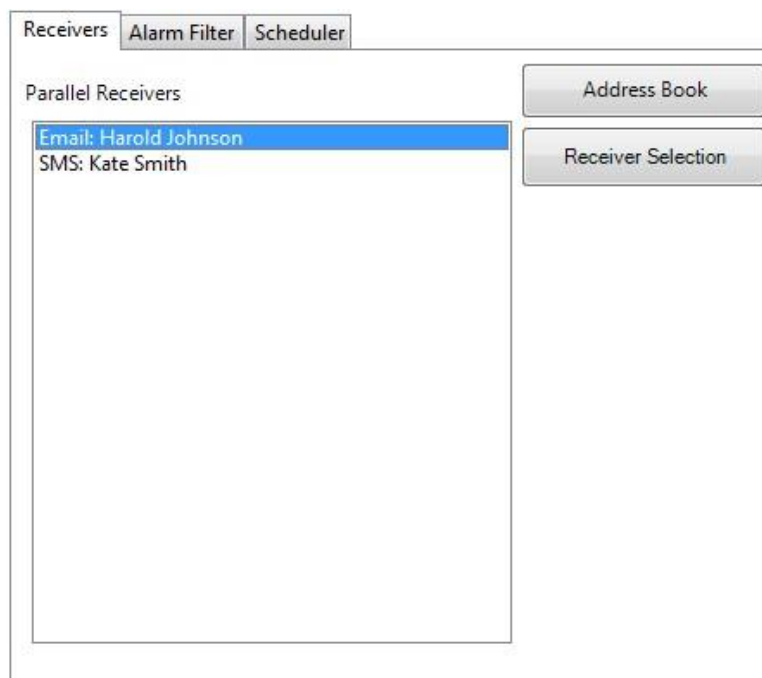 Receivers Alarm Filter Scheduler
Parallel Receivers
Address Book
Receiver Selection
Email: Harold Johnson
SMS: Kate Smith